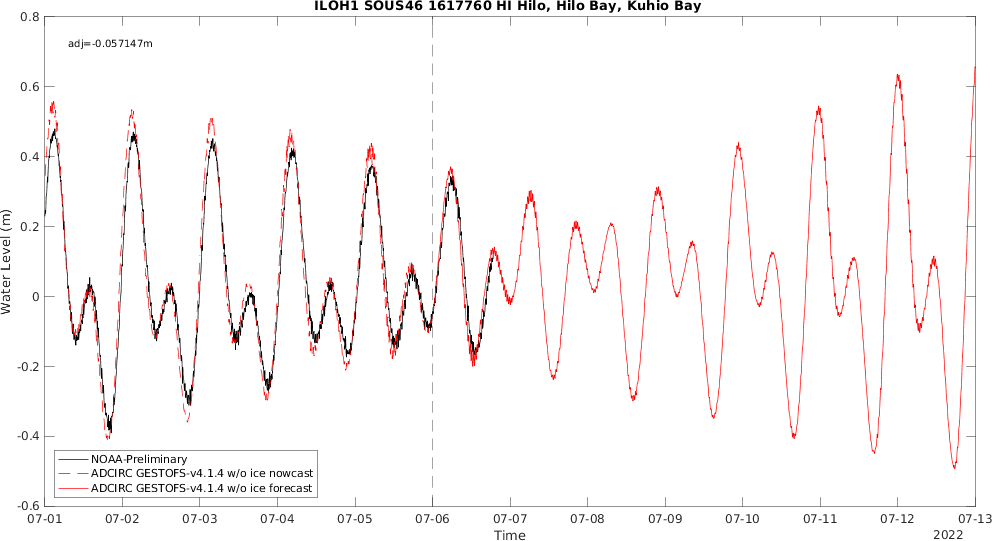 ILOH1 SOUS46 1617760 HI Hilo, Hilo Bay, Kuhio Bay
adj=-0.057147m
0.8
0.6
0.4
0.2
0
-0.2
-0.4
-0.6
Water Level (m)
NOAA-Preliminary
ADCIRC GESTOFS-v4.1.4 w/o ice nowcast
ADCIRC GESTOFS-v4.1.4 w/o ice forecast
07-01 07-02 07-03 07-04 07-05 07-06 07-07 07-08 07-09 07-10 07-11 07-12 07-13
Time
2022